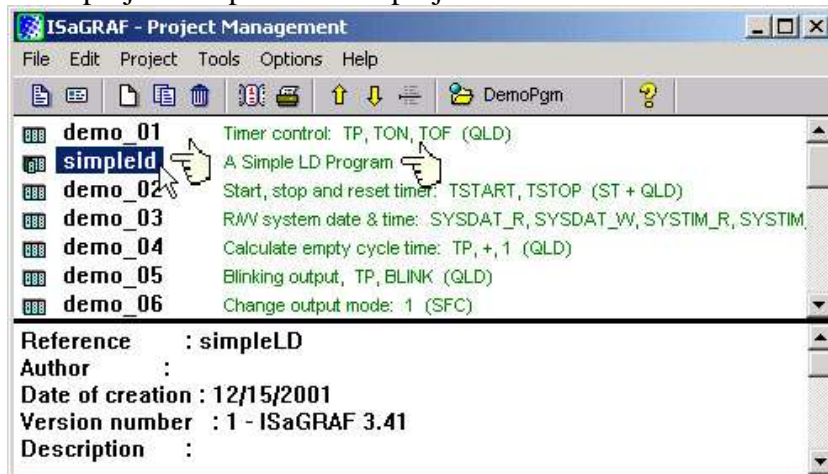 ISaGRAF - Project Management
File Edit Project Tools Options Help
DemoPgm
demo_01 Timer control: TP, TON, TOF (QLD)
simpleld A Simple LD Program
demo_02 Start, stop and reset timer: TSTART, TSTOP (ST + QLD)
demo_03 R/W system date & time: SYSDAT_R, SYSDAT_W, SYSTIM_R, SYSTIM_
demo_04 Calculate empty cycle time: TP, +, 1 (QLD)
demo_05 Blinking output, TP, BLINK (QLD)
demo_06 Change output mode: 1 (SFC)
Reference : simpleLD
Author :
Date of creation : 12/15/2001
Version number : 1 - ISaGRAF 3.41
Description :